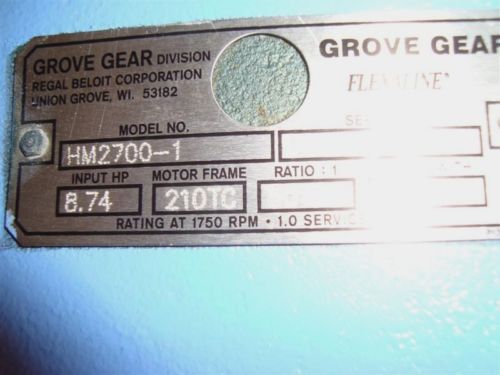 GROVE GEAR DIVISION
REGAL BELOIT CORPORATION
UNION GROVE, WI. 53182
GROVE GEAR
FLEXALINE
MODEL NO.
HM2700-1
INPUT HP MOTOR FRAME RATIO : 1
8.74 210TC
RATING AT 1750 RPM • 1.0 SERVIC